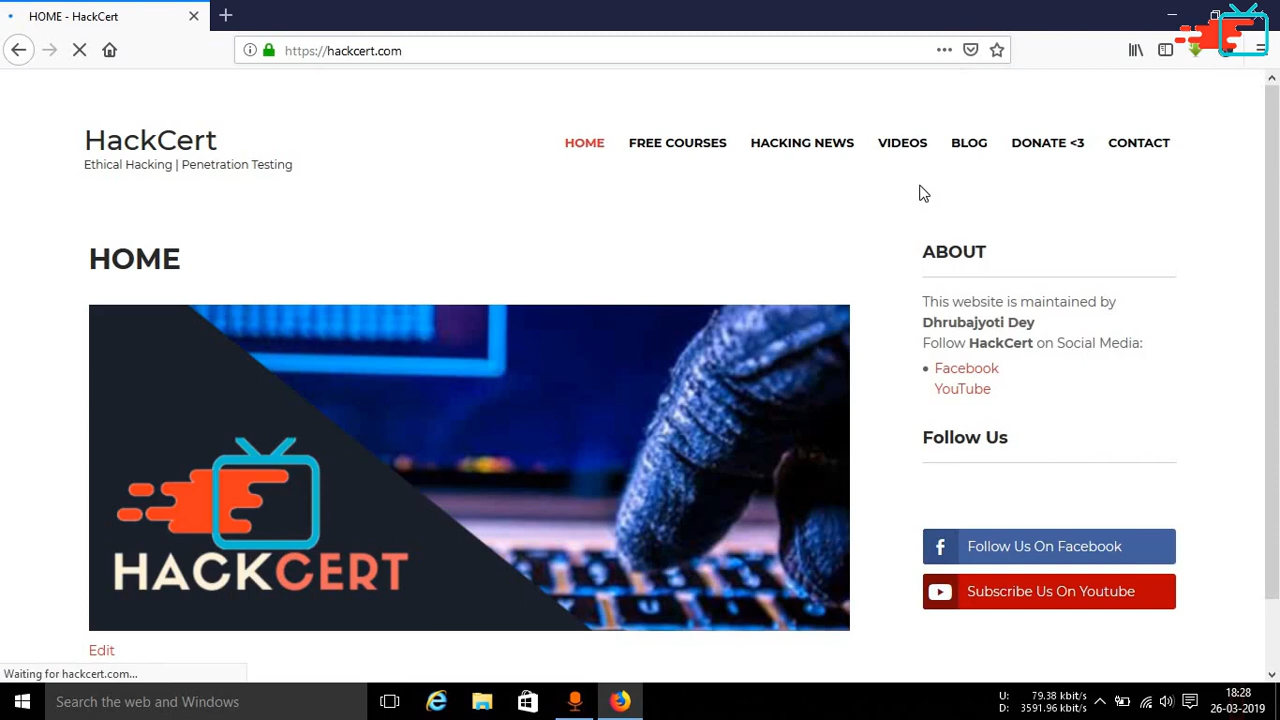 HOME - HackCert
https://hackcert.com
HackCert
Ethical Hacking | Penetration Testing
HOME
FREE COURSES
HACKING NEWS
VIDEOS
BLOG
DONATE <3
CONTACT
HOME
HACKCERT
Edit
ABOUT
This website is maintained by
Dhrubajyoti Dey
Follow HackCert on Social Media:
Facebook
YouTube
Follow Us
Follow Us On Facebook
Subscribe Us On Youtube
Waiting for hackcert.com...
Search the web and Windows
U: 79.38 kbit/s
D: 3591.96 kbit/s
18:28
26-03-2019